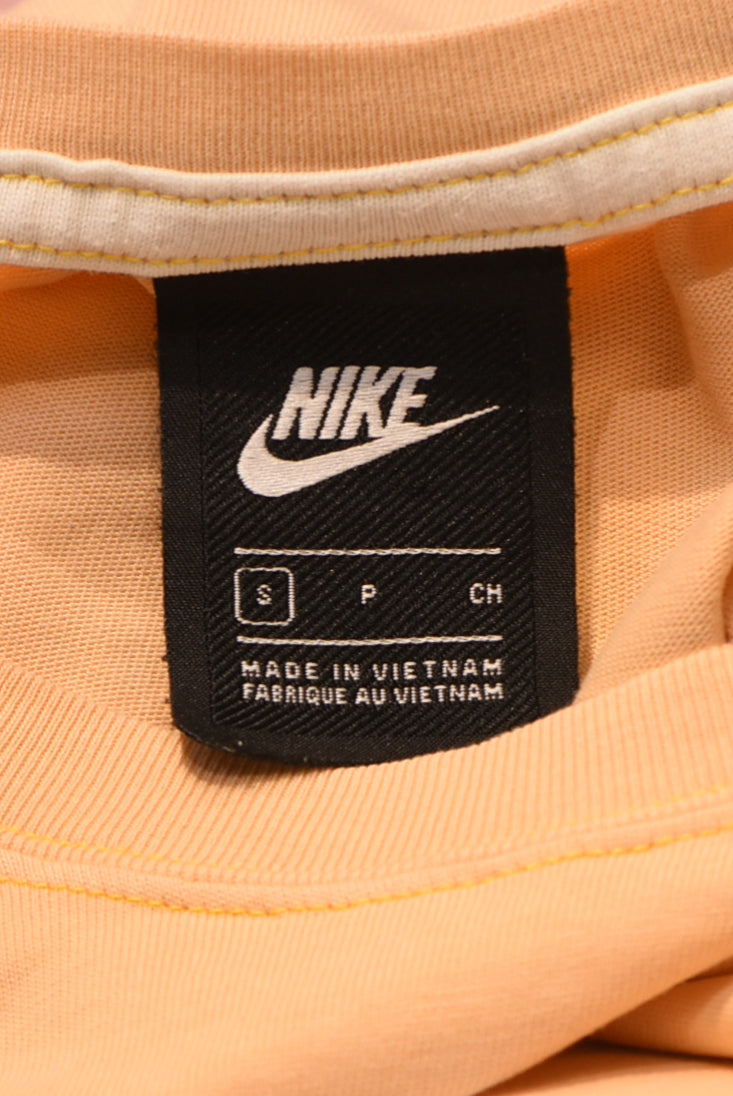 NIKE
S P CH
MADE IN VIETNAM
FABRIQUE AU VIETNAM